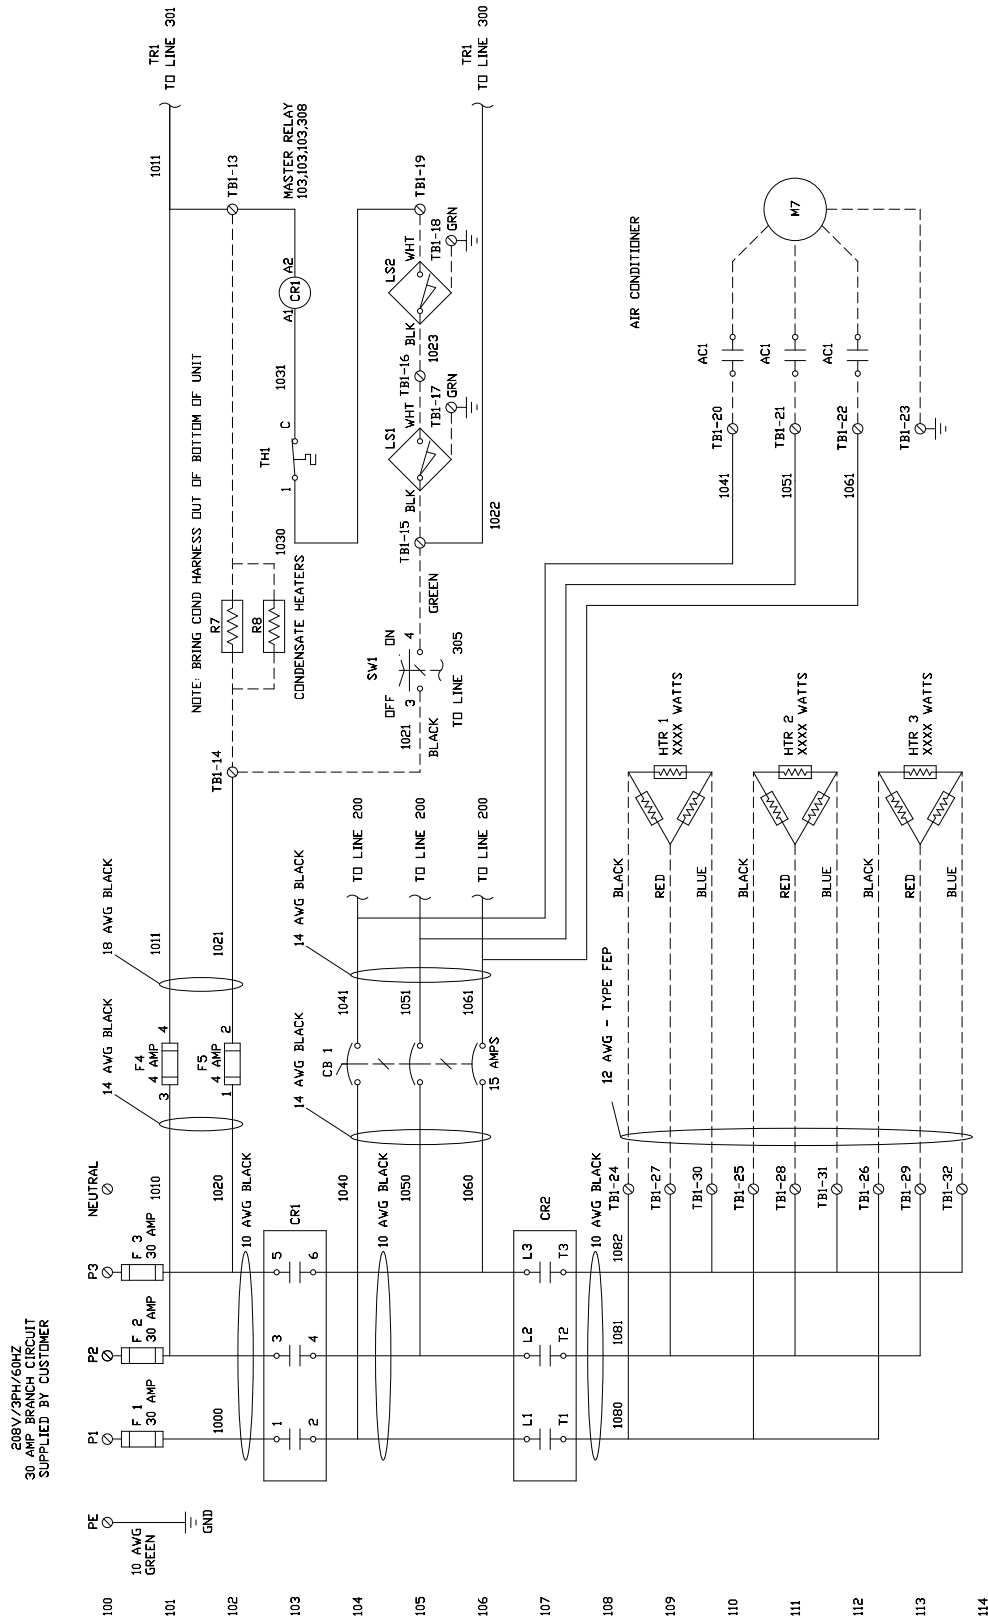 208V/3PH/60HZ
30 AMP BRANCH CIRCUIT
SUPPLIED BY CUSTOMER
100
101
102
103
104
105
106
107
108
109
110
111
112
113
114
PE
10 AWG
GREEN
GND
P1
P2
P3
NEUTRAL
F 1
30 AMP
F 2
30 AMP
F 3
30 AMP
1000
1010
1020
14 AWG BLACK
3
F4
4 AMP
4
1
F5
4 AMP
2
18 AWG BLACK
1011
1021
1011
TR1
TO LINE 301
10 AWG BLACK
CR1
1
2
3
4
5
6
TB1-14
NOTE: BRING COND HARNESS OUT OF BOTTOM OF UNIT
R7
R8
CONDENSATE HEATERS
TB1-13
1030
1
TH1
C
1031
A1
CR1
A2
MASTER RELAY
103,103,103,308
10 AWG BLACK
1040
1050
1060
14 AWG BLACK
CB 1
15 AMPS
14 AWG BLACK
1041
1051
1061
TO LINE 200
TO LINE 200
TO LINE 200
1021
BLACK
OFF
3
SW1
ON
4
TO LINE 305
GREEN
TB1-15
BLK
LS1
WHT
TB1-17
GRN
TB1-16
1023
BLK
LS2
WHT
TB1-18
GRN
TB1-19
1022
TR1
TO LINE 300
CR2
L1
T1
L2
T2
L3
T3
10 AWG BLACK
1080
1081
1082
TB1-24
TB1-27
TB1-30
TB1-25
TB1-28
TB1-31
TB1-26
TB1-29
TB1-32
12 AWG - TYPE FEP
BLACK
RED
BLUE
HTR 1
XXXX WATTS
BLACK
RED
BLUE
HTR 2
XXXX WATTS
BLACK
RED
BLUE
HTR 3
XXXX WATTS
AIR CONDITIONER
1041
TB1-20
AC1
1051
TB1-21
AC1
1061
TB1-22
AC1
TB1-23
M7